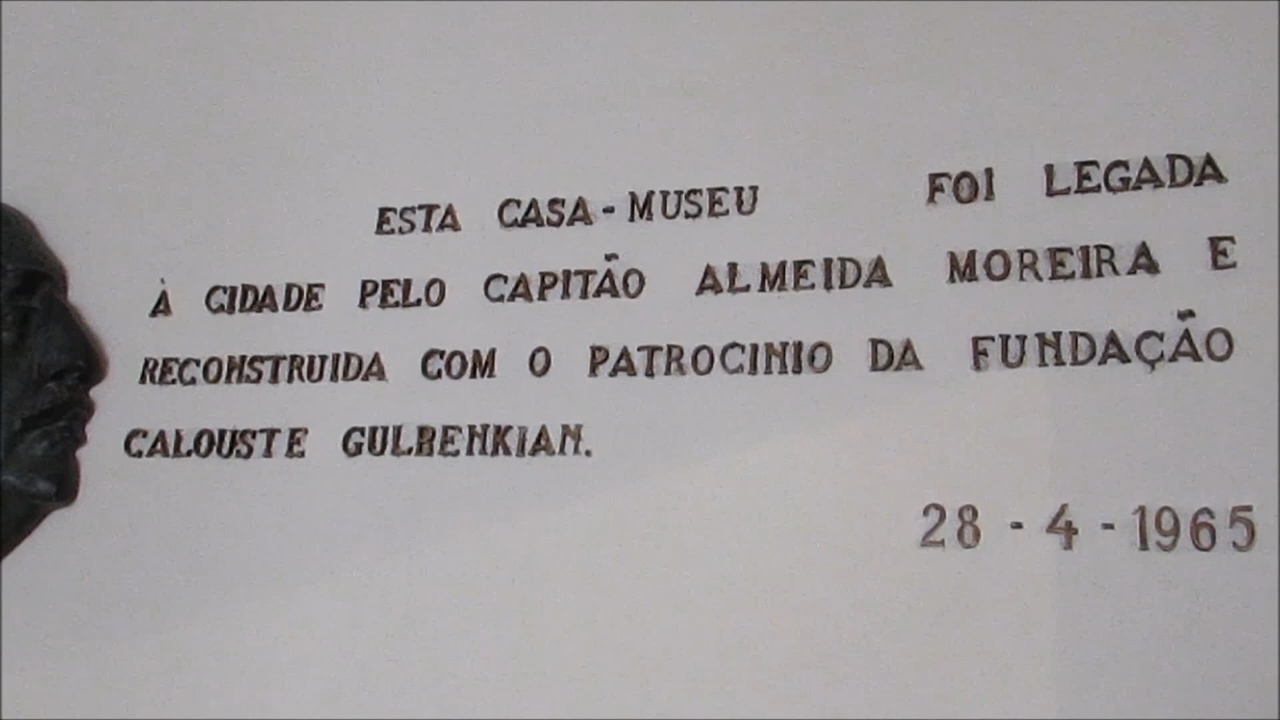 ESTA CASA-MUSEU FOI LEGADA
À CIDADE PELO CAPITÃO ALMEIDA MOREIRA E
RECONSTRUIDA COM O PATROCINIO DA FUNDAÇÃO
CALOUSTE GULBENKIAN.
28-4-1965